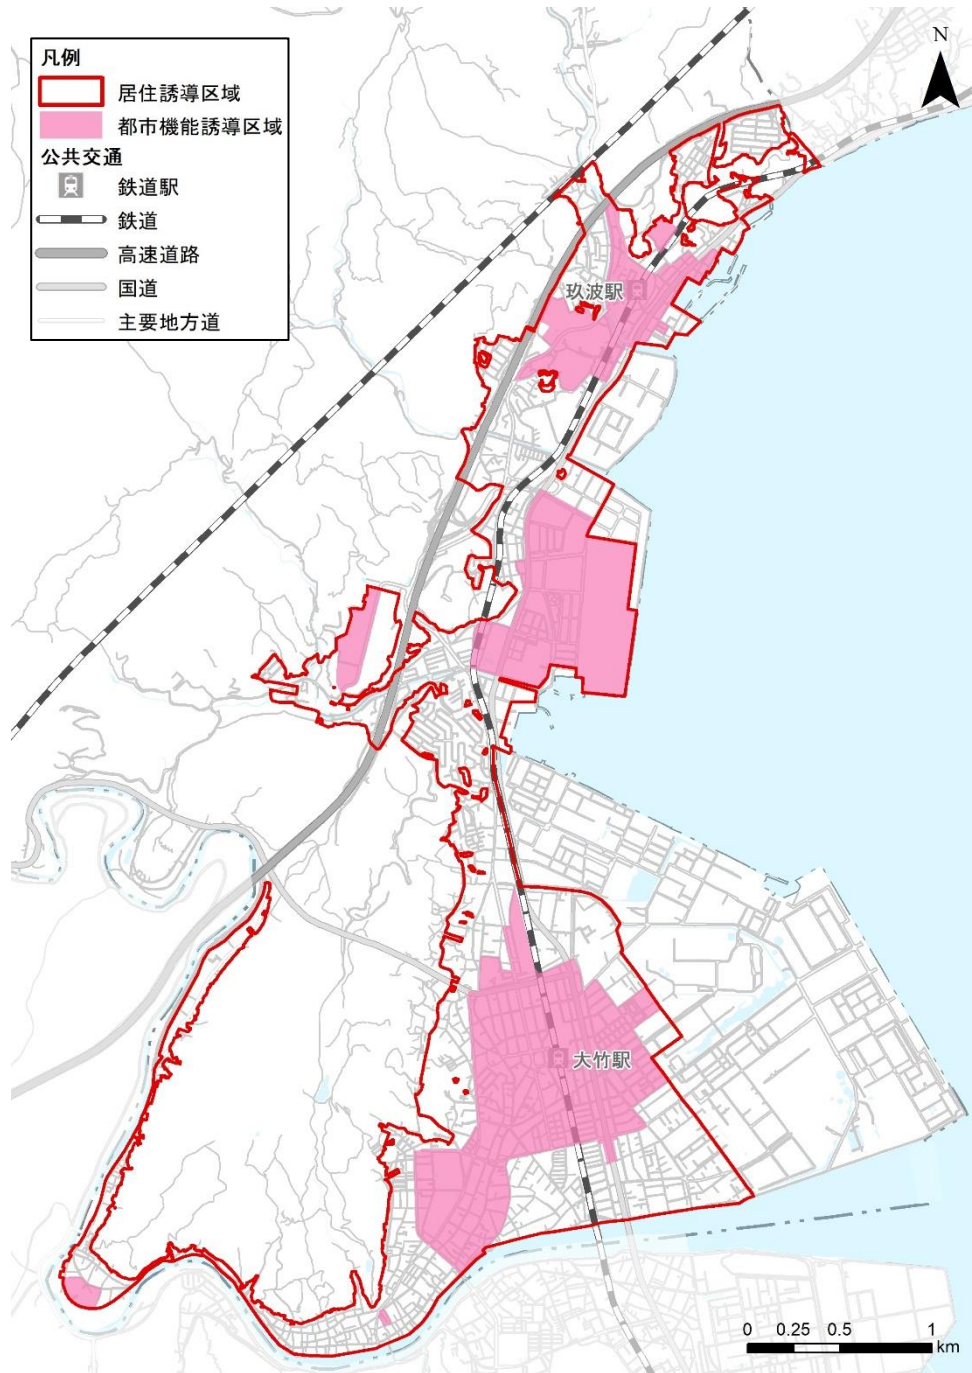 凡例
居住誘導区域
都市機能誘導区域
公共交通
鉄道駅
鉄道
高速道路
国道
主要地方道
N
玖波駅
大竹駅
0 0.25 0.5 1
km